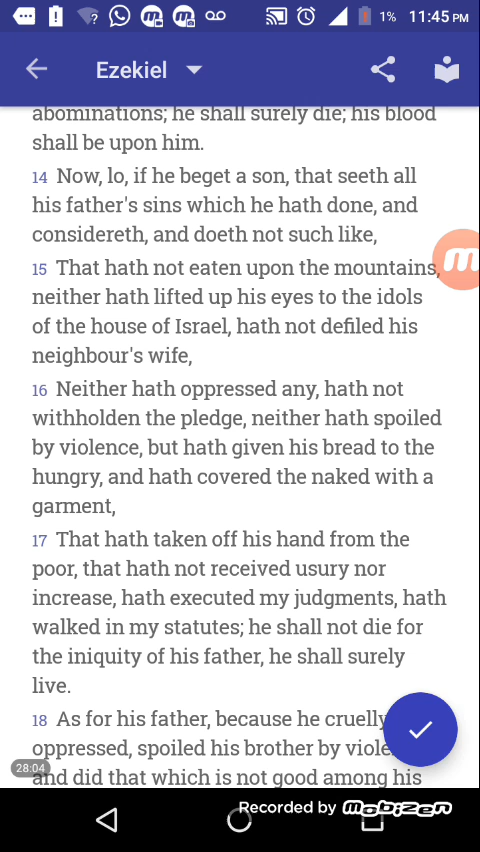 1% 11:45 PM
Ezekiel
abominations; he shall surely die; his blood
shall be upon him.
14 Now, lo, if he beget a son, that seeth all
his father's sins which he hath done, and
considereth, and doeth not such like,
15 That hath not eaten upon the mountains,
neither hath lifted up his eyes to the idols
of the house of Israel, hath not defiled his
neighbour's wife,
16 Neither hath oppressed any, hath not
withholden the pledge, neither hath spoiled
by violence, but hath given his bread to the
hungry, and hath covered the naked with a
garment,
17 That hath taken off his hand from the
poor, that hath not received usury nor
increase, hath executed my judgments, hath
walked in my statutes; he shall not die for
the iniquity of his father, he shall surely
live.
18 As for his father, because he cruelly
oppressed, spoiled his brother by
28:04
and did that which is not good among his
Recorded by mobizen